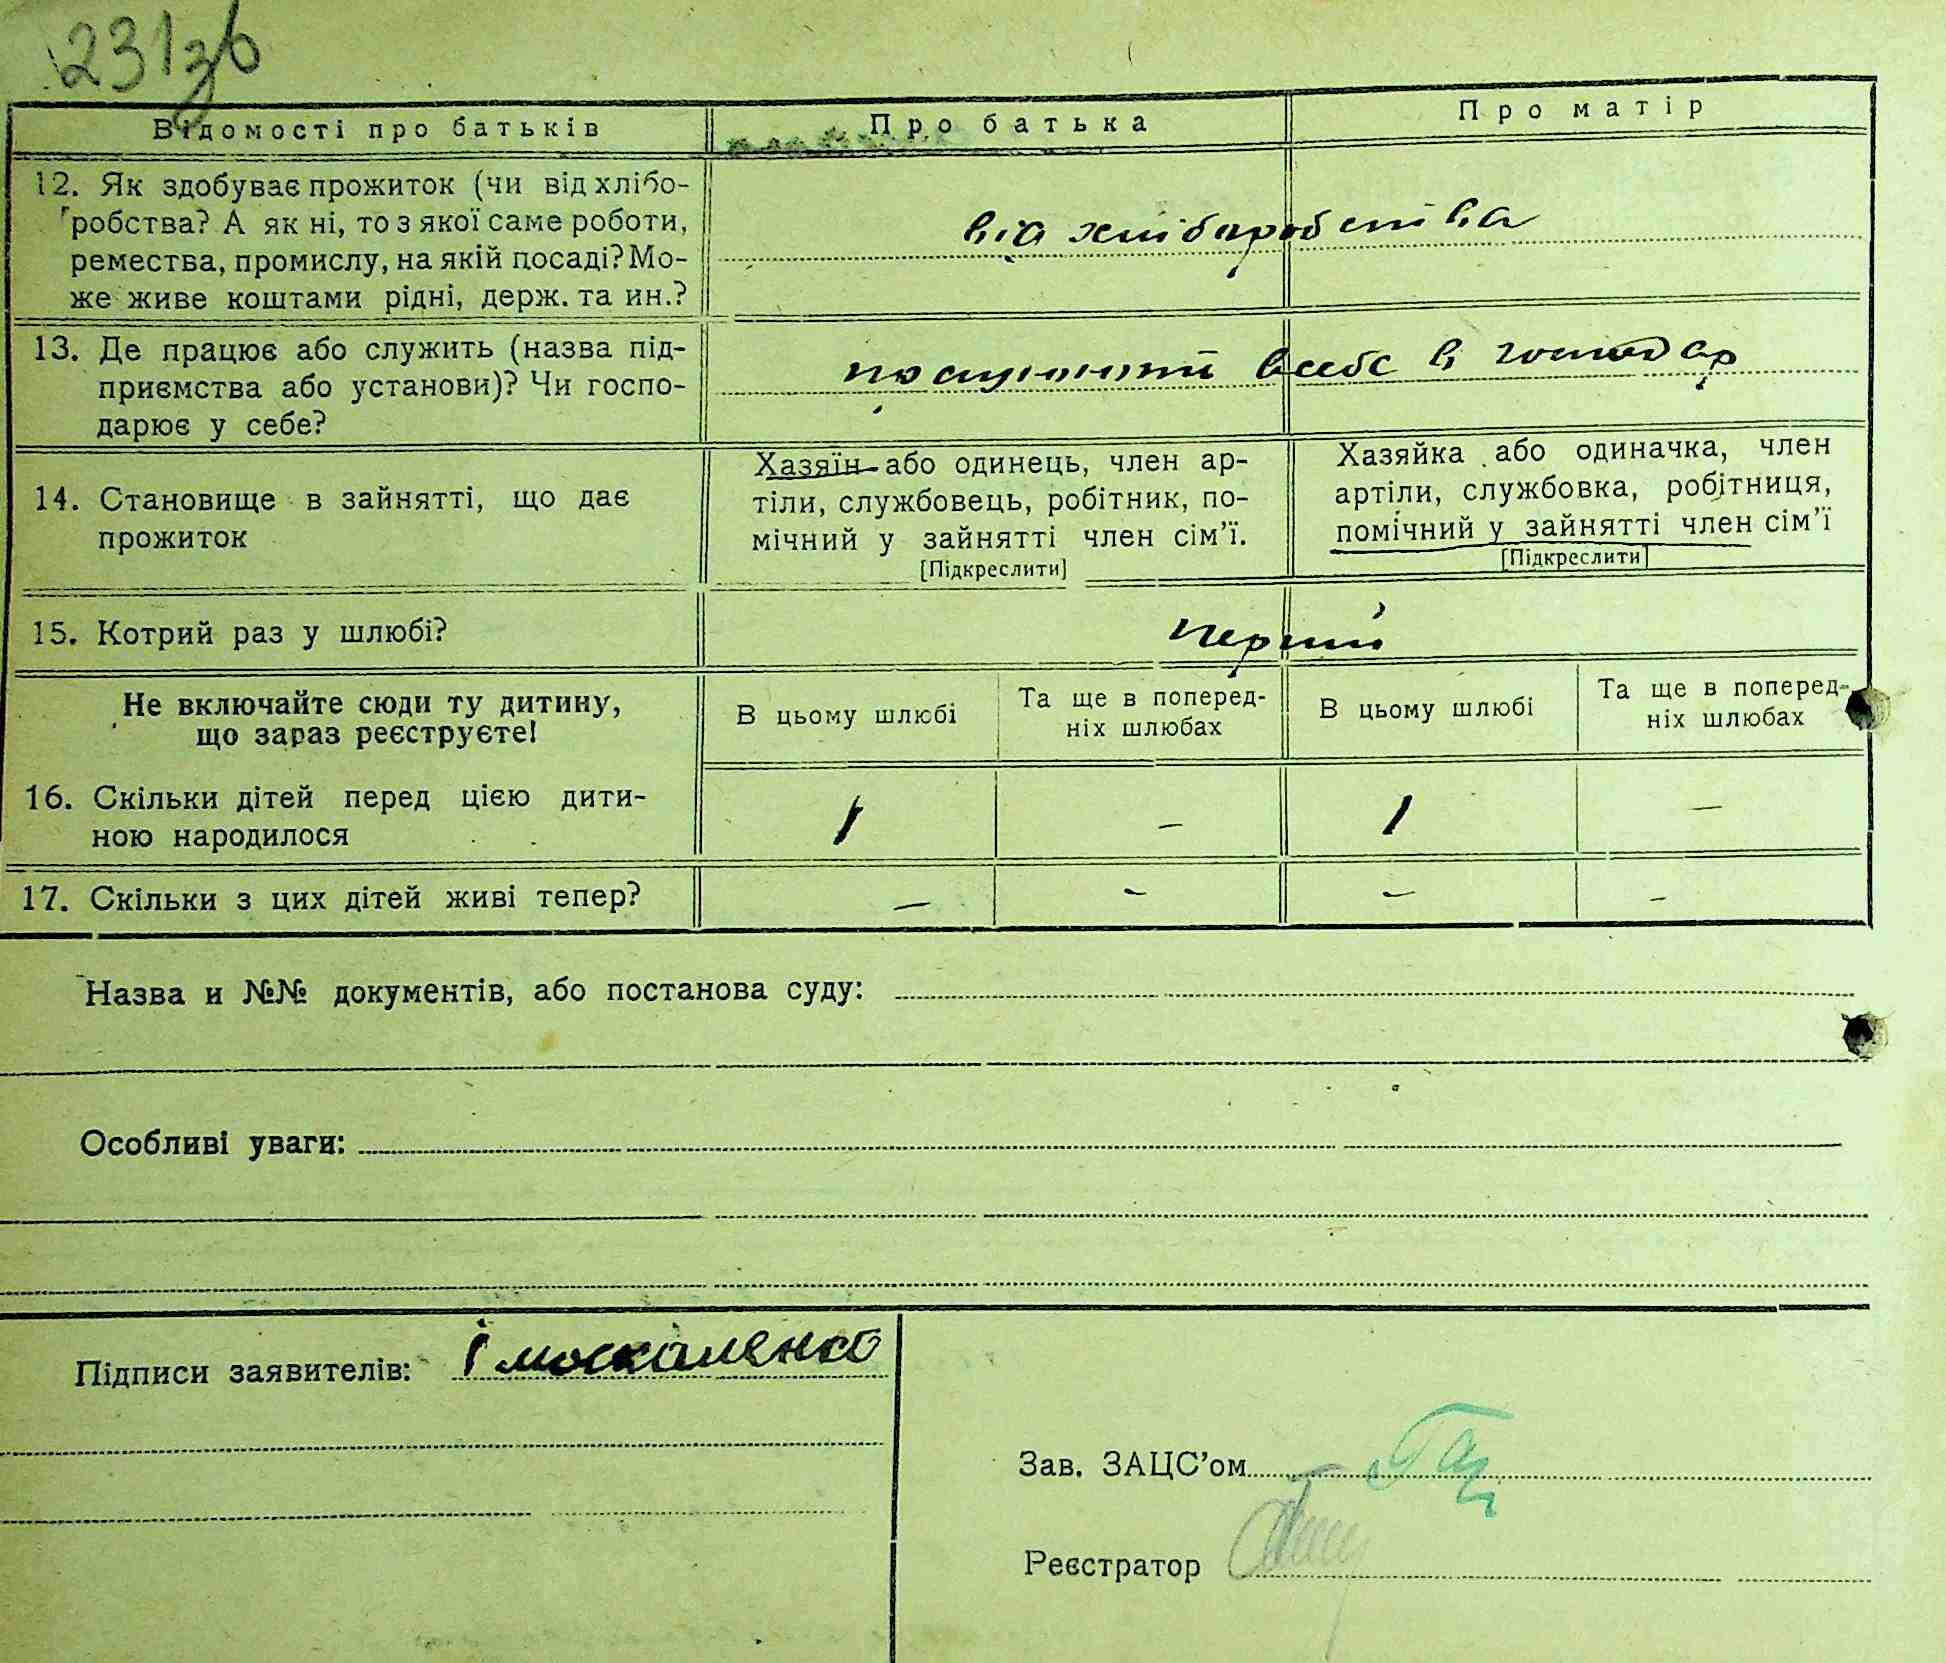 231зв
Відомості про батьків Про батька Про матір
12. Як здобуває прожиток (чи від хлібо-
робства? А як ні, то з якої саме роботи,
ремества, промислу, на якій посаді? Мо-
же живе коштами рідні, держ. та ин.?
від хліборобства
13. Де працює або служить (назва під-
приємства або установи)? Чи госпо-
дарює у себе?
всебе в господар
14. Становище в зайнятті, що дає
прожиток
Хазяїн або одинець, член ар-
тіли, службовець, робітник, по-
мічний у зайнятті член сім’ї.
[Підкреслити]
Хазяйка або одиначка, член
артіли, службовка, робітниця,
помічний у зайнятті член сім’ї
[Підкреслити]
15. Котрий раз у шлюбі?
перший
Не включайте сюди ту дитину,
що зараз реєструєте!
В цьому шлюбі
Та ще в поперед-
ніх шлюбах
В цьому шлюбі
Та ще в поперед-
ніх шлюбах
16. Скільки дітей перед цією дити-
ною народилося
1 – 1 –
17. Скільки з цих дітей живі тепер?
– – – –
Назва и №№ документів, або постанова суду:
Особливі уваги:
Підписи заявителів: І москаленко
Зав. ЗАЦС’ом
Реєстратор